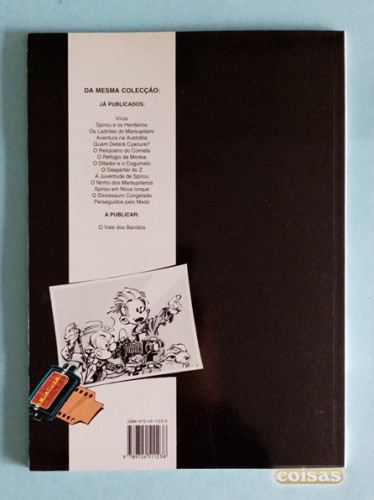 DA MESMA COLECÇÃO:
JÁ PUBLICADOS:
Vírus
Spirou e os Herdeiros
Os Ladrões do Marsupilami
Aventura na Austrália
Quem Deterá Cyanure?
O Relojoeiro do Cometa
O Refúgio da Moreia
O Ditador e o Cogumelo
O Despertar do Z
A Juventude de Spirou
O Ninho dos Marsupilamis
Spirou em Nova Iorque
O Dinossauro Congelado
Perseguidos pelo Medo
A PUBLICAR:
O Vale dos Banidos
coisas